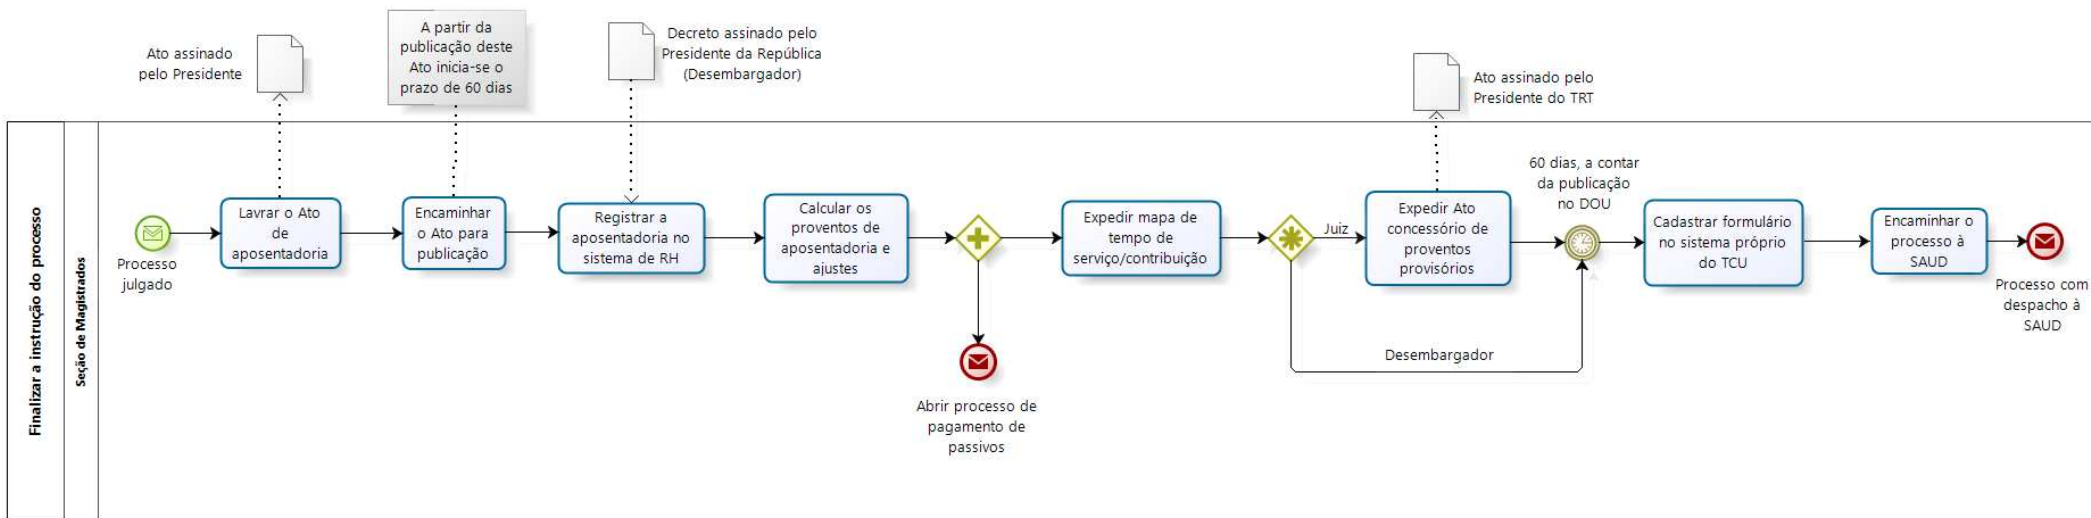 Finalizar a instrução do processo
Seção de Magistrados
Processo
julgado
Ato assinado
pelo Presidente
Lavrar o Ato
de
aposentadoria
A partir da
publicação deste
Ato inicia-se o
prazo de 60 dias
Encaminhar
o Ato para
publicação
Decreto assinado pelo
Presidente da República
(Desembargador)
Registrar a
aposentadoria no
sistema de RH
Calcular os
proventos de
aposentadoria e
ajustes
Abrir processo de
pagamento de
passivos
Expedir mapa de
tempo de
serviço/contribuição
Juiz
Desembargador
Ato assinado pelo
Presidente do TRT
Expedir Ato
concessório de
proventos
provisórios
60 dias, a contar
da publicação
no DOU
Cadastrar formulário
no sistema próprio
do TCU
Encaminhar o
processo à
SAUD
Processo com
despacho à
SAUD